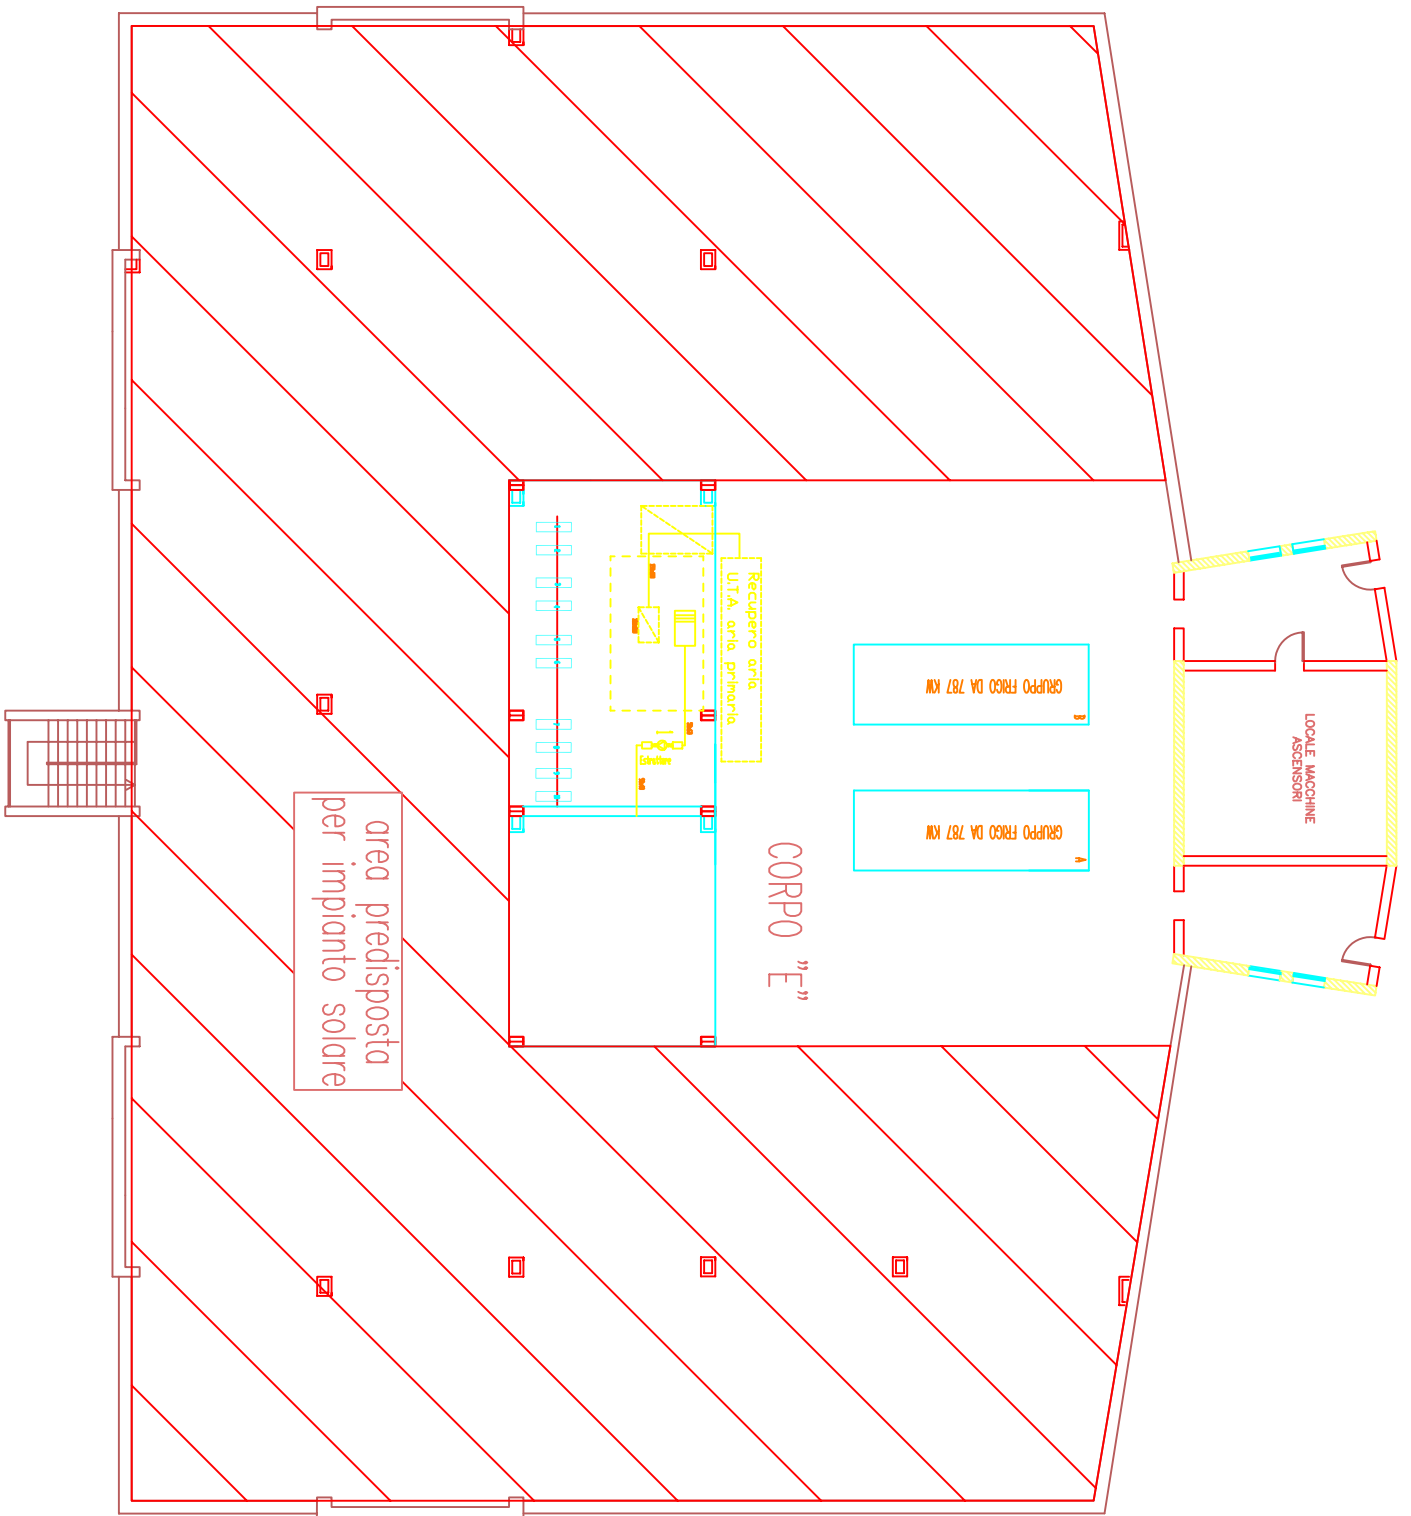 LOCALE MACCHINE
ASCENSORI
GRUPPO FRIGO DA 787 KW
B
GRUPPO FRIGO DA 787 KW
A
Recupero aria
U.T.A. aria primaria
CORPO "E"
area predisposta
per impianto solare